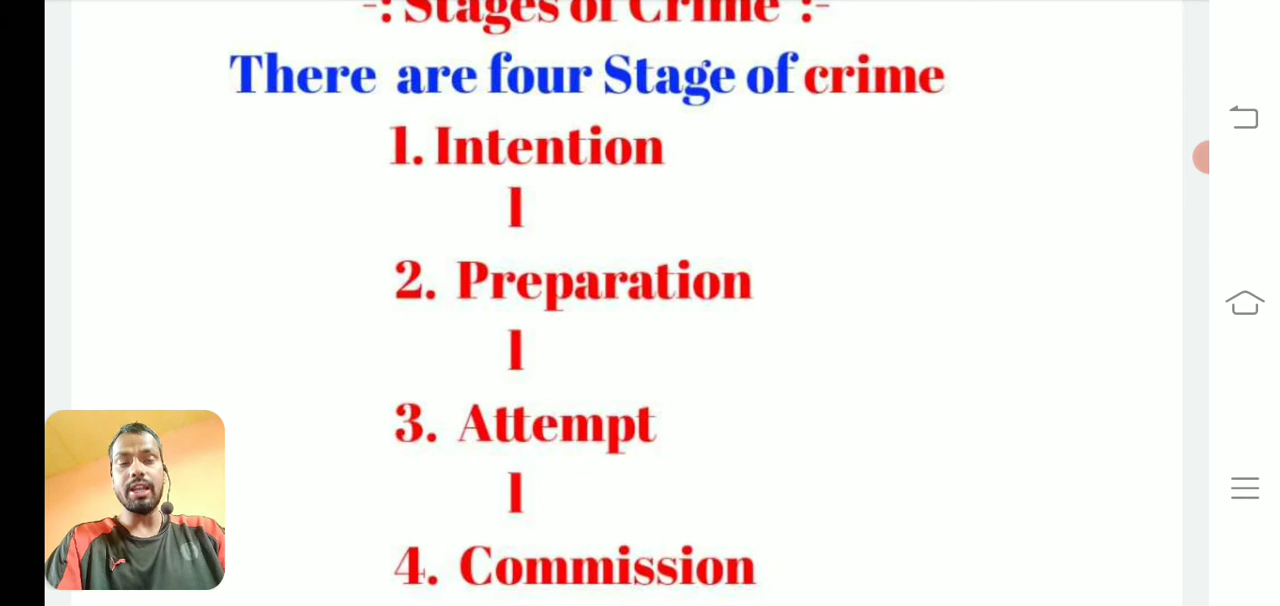 -: Stages of Crime :-
There are four Stage of crime
1. Intention
|
2. Preparation
|
3. Attempt
|
4. Commission